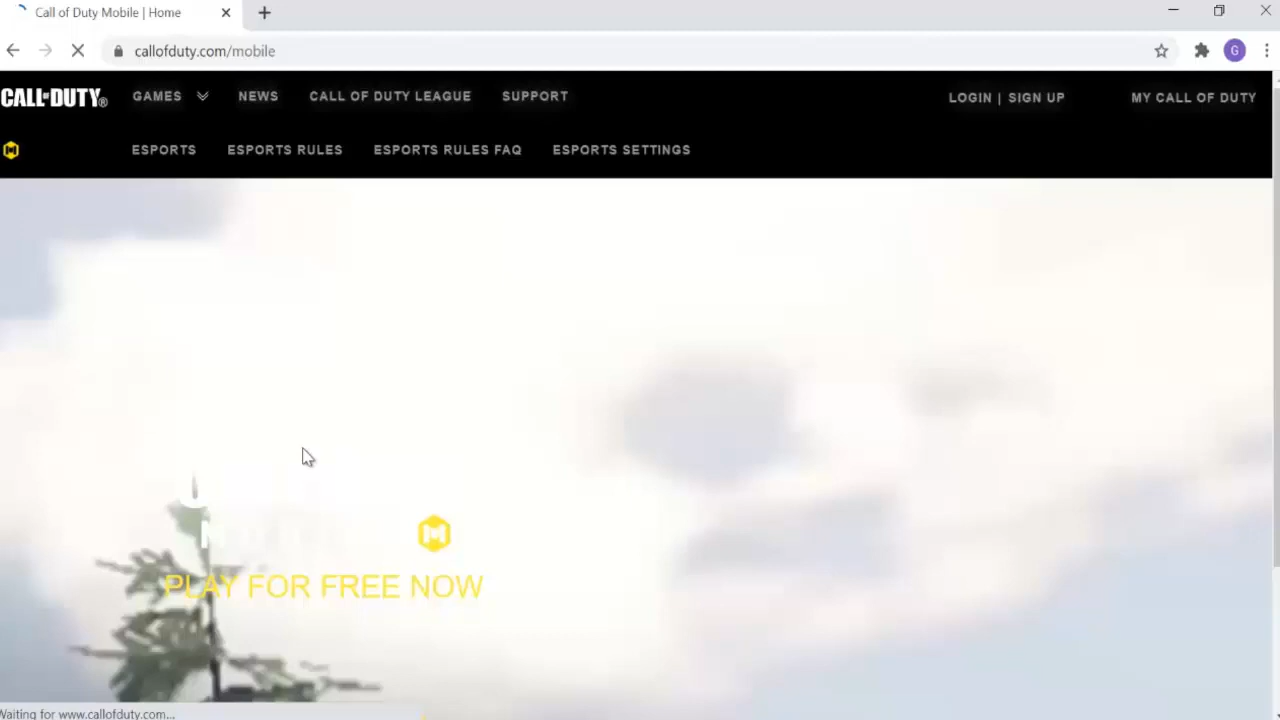 Call of Duty Mobile | Home
callofduty.com/mobile
G
CALL OF DUTY® GAMES NEWS CALL OF DUTY LEAGUE SUPPORT LOGIN | SIGN UP MY CALL OF DUTY
ESPORTS ESPORTS RULES ESPORTS RULES FAQ ESPORTS SETTINGS
PLAY FOR FREE NOW
Waiting for www.callofduty.com...